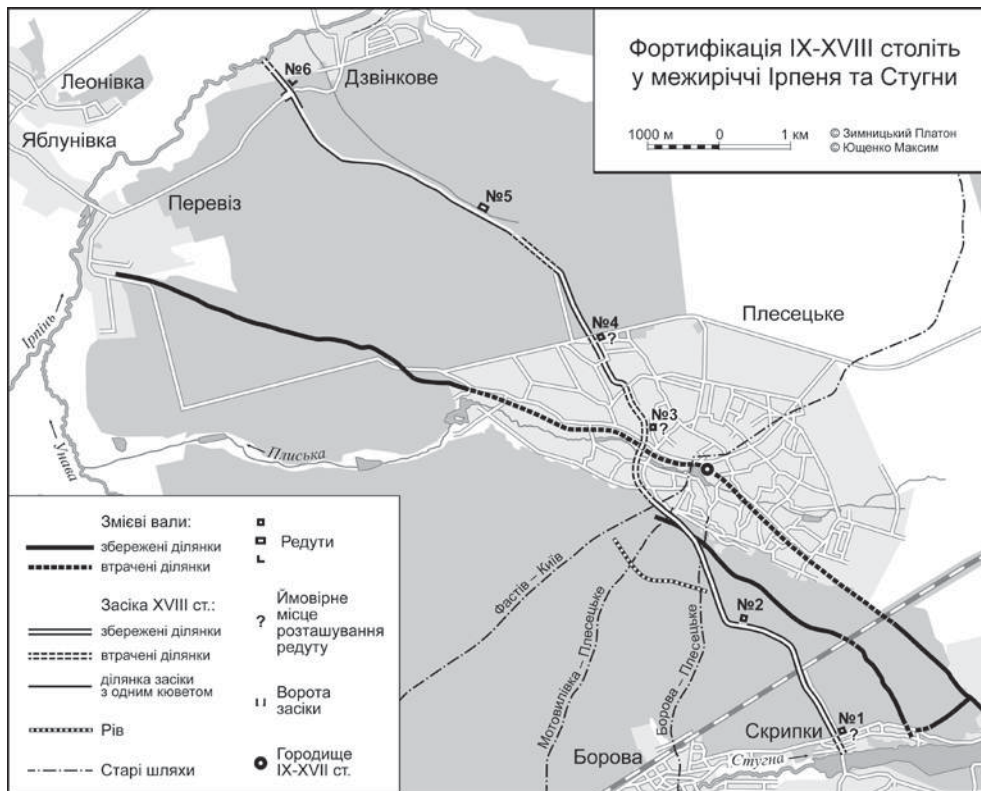 Фортифікація IX-XVIII століть
у межиріччі Ірпеня та Стугни
1000 м 0 1 км
© Зимницький Платон
© Ющенко Максим
№6
Дзвінкове
Леонівка
Яблунівка
Перевіз
№5
Ірпінь
№4
?
Плесецьке
№3
?
Унава
Плиська
Фастів – Київ
Мотовилівка – Плесецьке
Борова – Плесецьке
№2
№1
?
Скрипки
Борова
Стугна
Змієві вали:
збережені ділянки
втрачені ділянки
Засіка XVIII ст.:
збережені ділянки
втрачені ділянки
ділянка засіки
з одним кюветом
Рів
Старі шляхи
Редути
?
Ймовірне
місце
розташування
редуту
Ворота
засіки
Городище
IX-XVII ст.